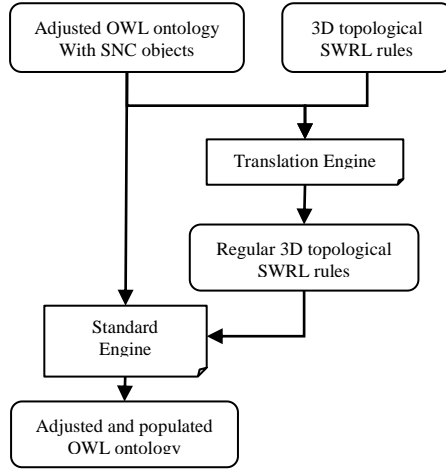 Adjusted OWL ontology
With SNC objects
3D topological
SWRL rules
Translation Engine
Regular 3D topological
SWRL rules
Standard
Engine
Adjusted and populated
OWL ontology